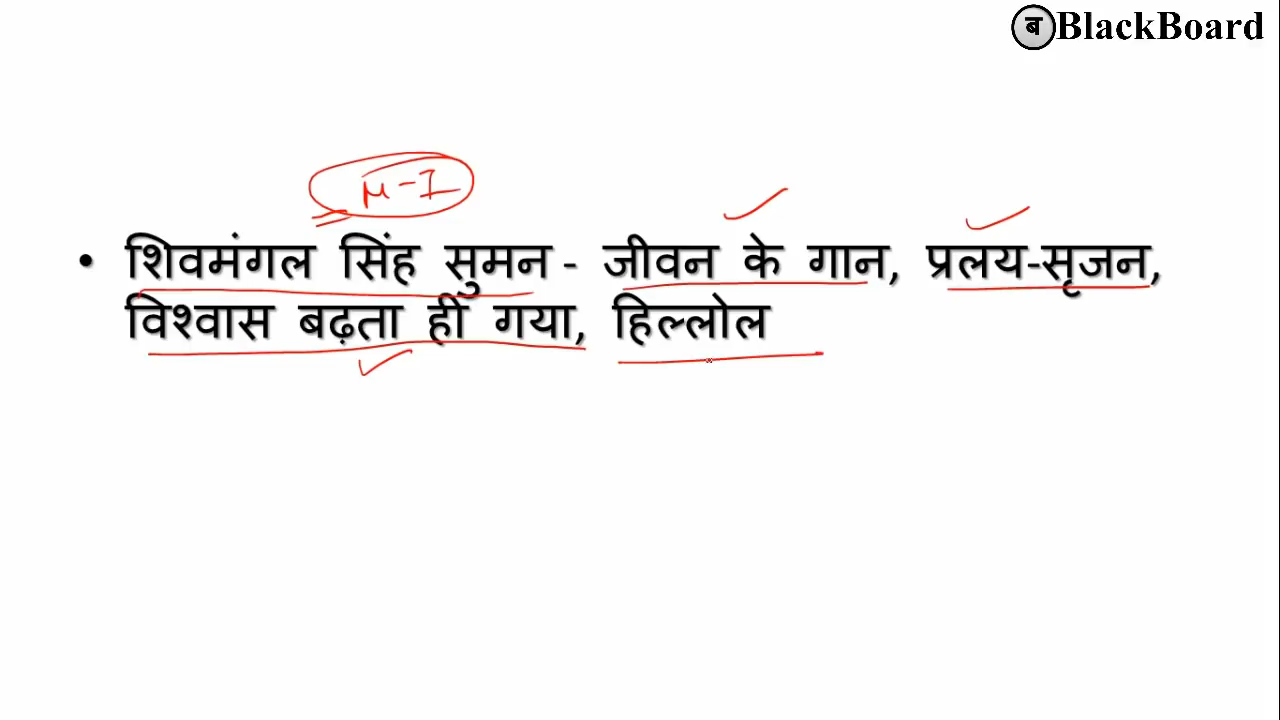 ब BlackBoard
M-I
• शिवमंगल सिंह सुमन - जीवन के गान, प्रलय-सृजन,
विश्वास बढ़ता ही गया, हिल्लोल